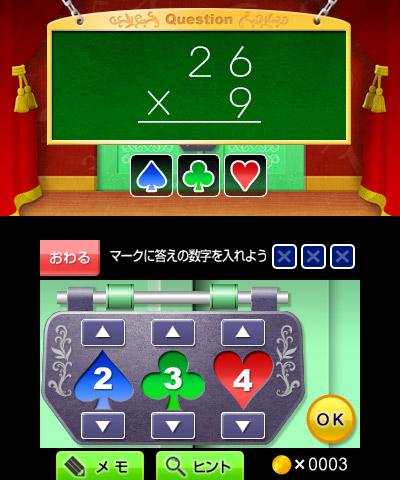 Question
26
× 9
おわる
マークに答えの数字を入れよう
2 3 4
OK
メモ
ヒント
×0003